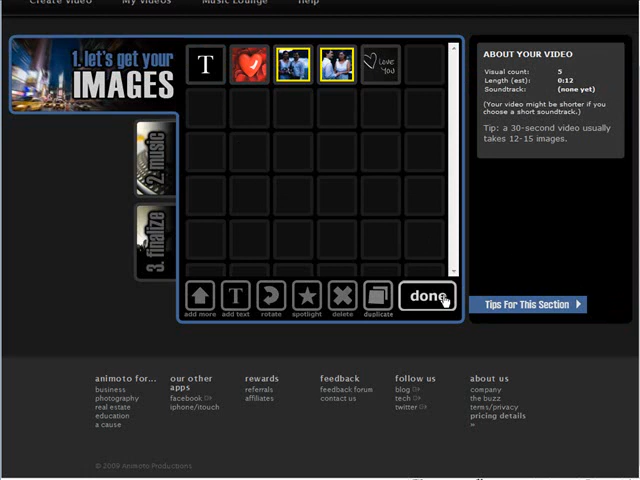 Create Video My Videos Music Lounge Help
1. let's get your
IMAGES
T
LOVE
YOU
2. music
3. finalize
add more
T
add text
rotate
spotlight
delete
duplicate
done
ABOUT YOUR VIDEO
Visual count: 5
Length (est): 0:12
Soundtrack: (none yet)
(Your video might be shorter if you
choose a short soundtrack.)
Tip: a 30-second video usually
takes 12-15 images.
Tips For This Section
animoto for...
business
photography
real estate
education
a cause
our other
apps
facebook
iphone/itouch
rewards
referrals
affiliates
feedback
feedback forum
contact us
follow us
blog
tech
twitter
about us
company
the buzz
terms/privacy
pricing details
»
© 2009 Animoto Productions